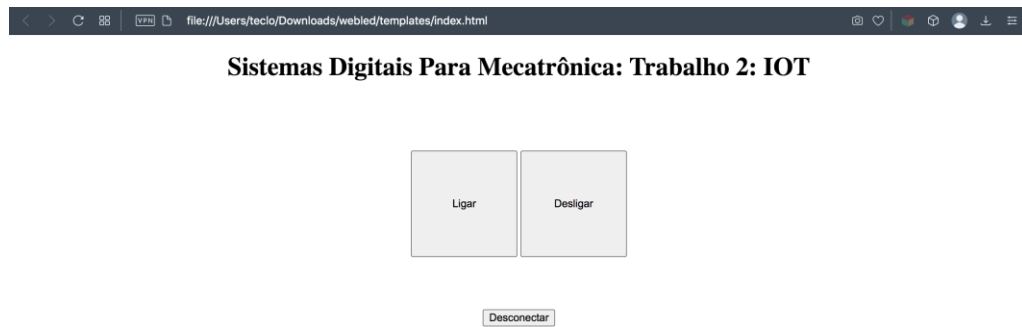 VPN file:///Users/teclo/Downloads/webled/templates/index.html
Sistemas Digitais Para Mecatrônica: Trabalho 2: IOT
Ligar Desligar
Desconectar